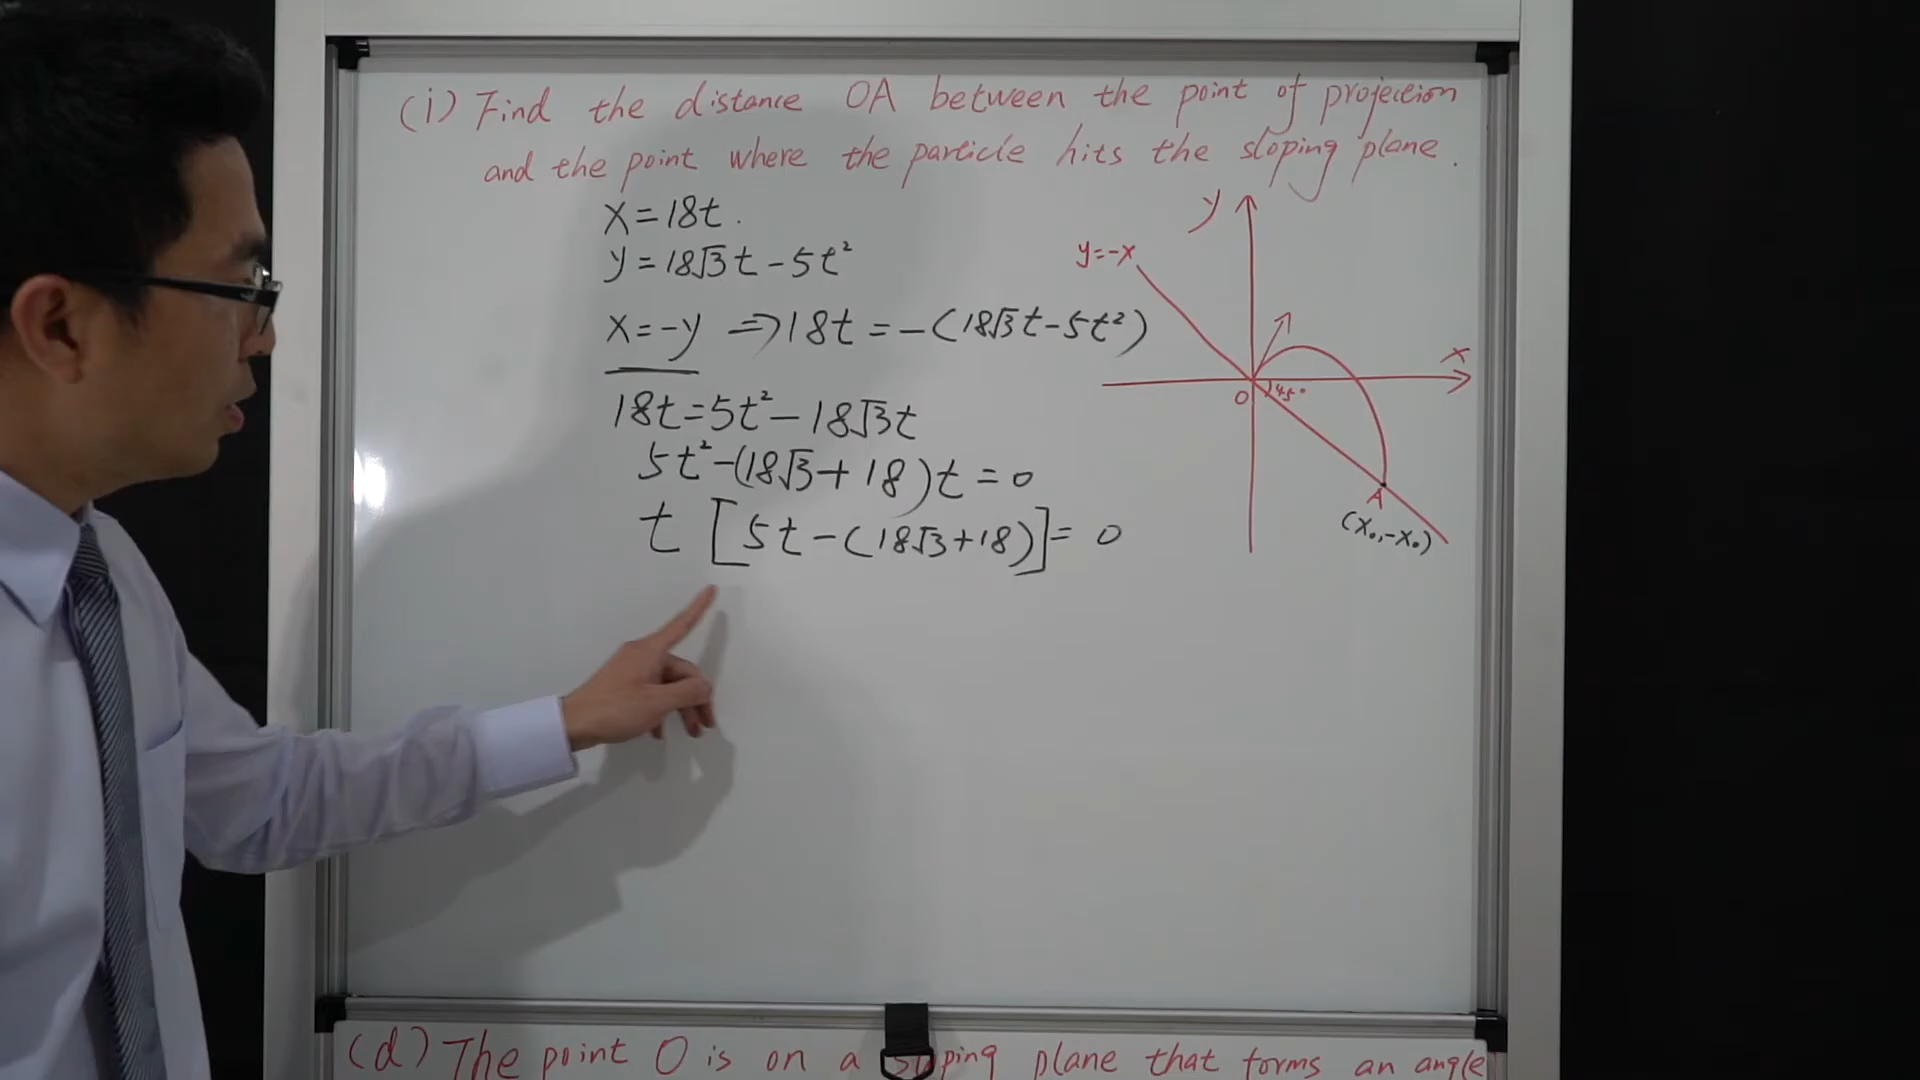 (i) Find the distance OA between the point of projection
and the point where the particle hits the sloping plane.
x = 18t.
y = 18√3t - 5t²
x = -y ⇒ 18t = -(18√3t - 5t²)
18t = 5t² - 18√3t
5t² - (18√3 + 18)t = 0
t [5t - (18√3 + 18)] = 0
y
y = -x
x
O
45°
A
(x₀, -x₀)
(d) The point O is on a sloping plane that forms an angle